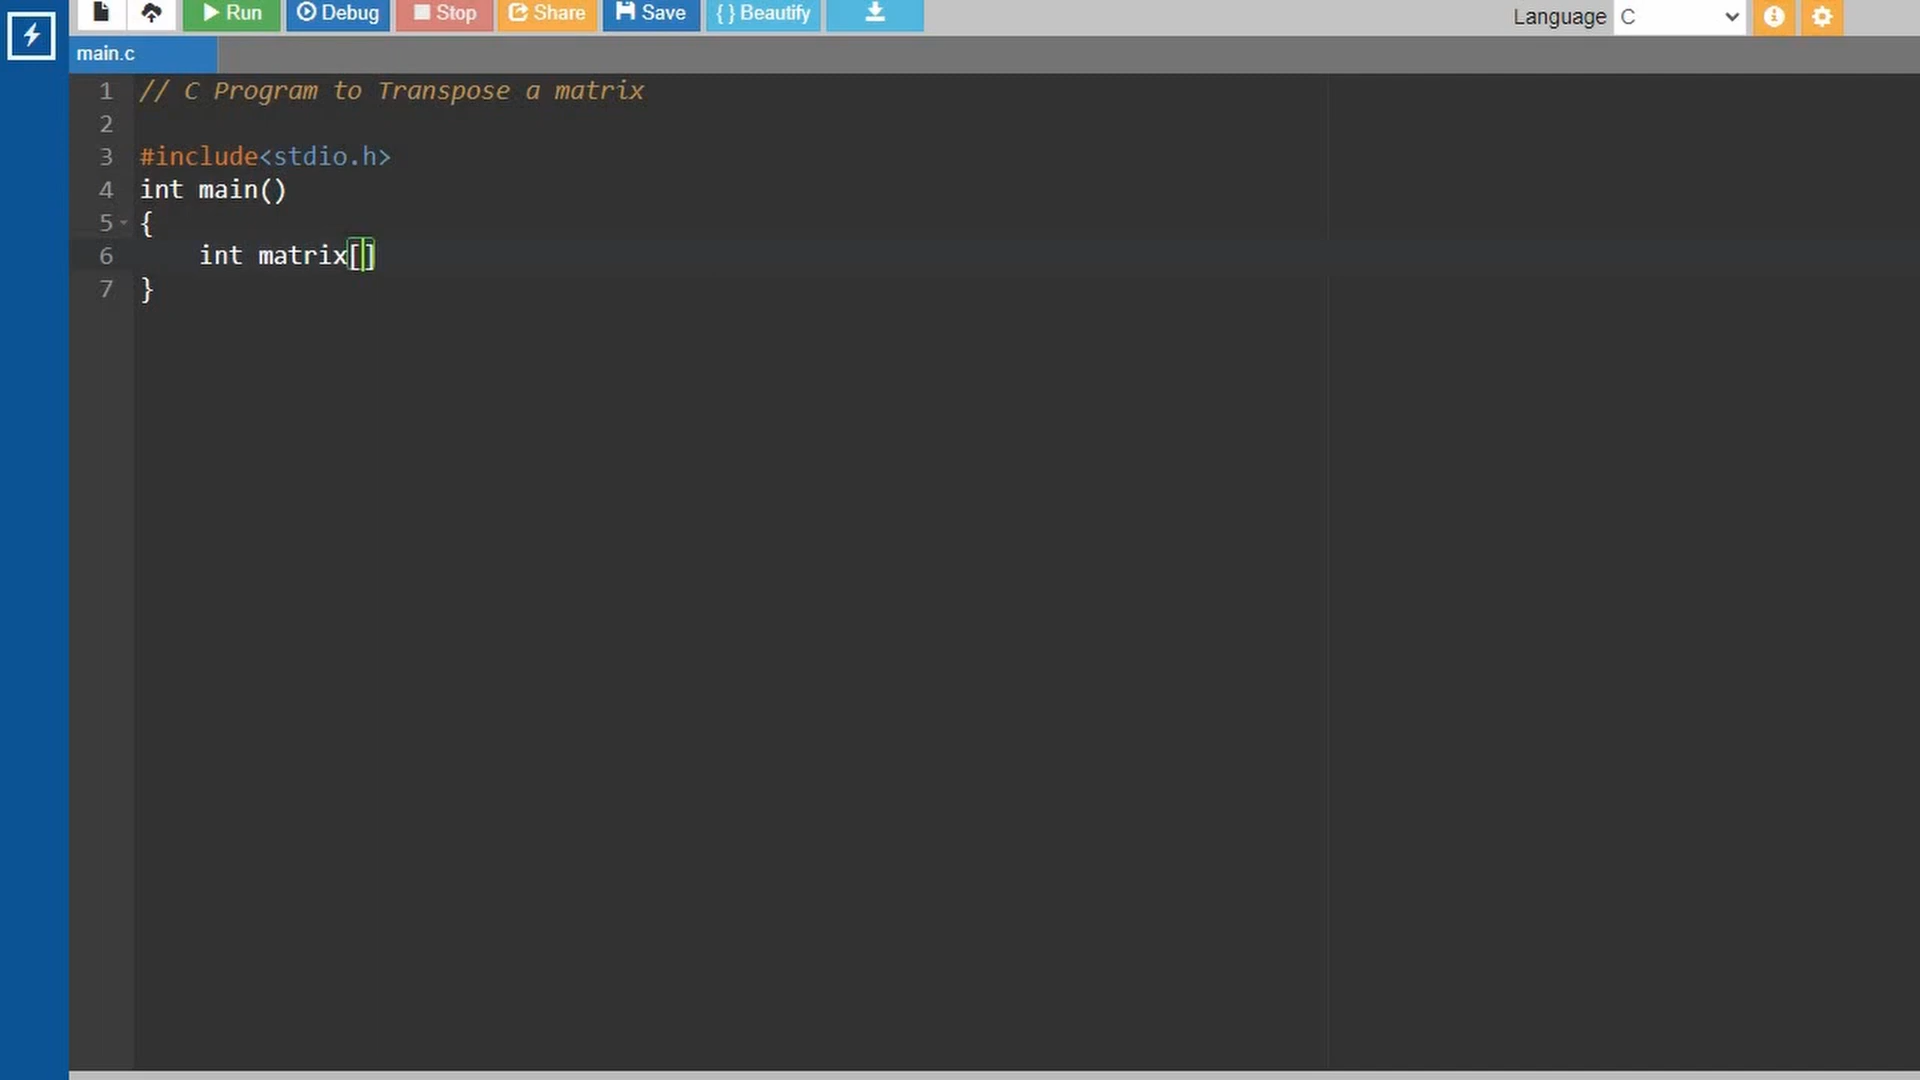 Run Debug Stop Share Save { } Beautify Language C
main.c
1 // C Program to Transpose a matrix
2
3 #include<stdio.h>
4 int main()
5 {
6 int matrix[]
7 }